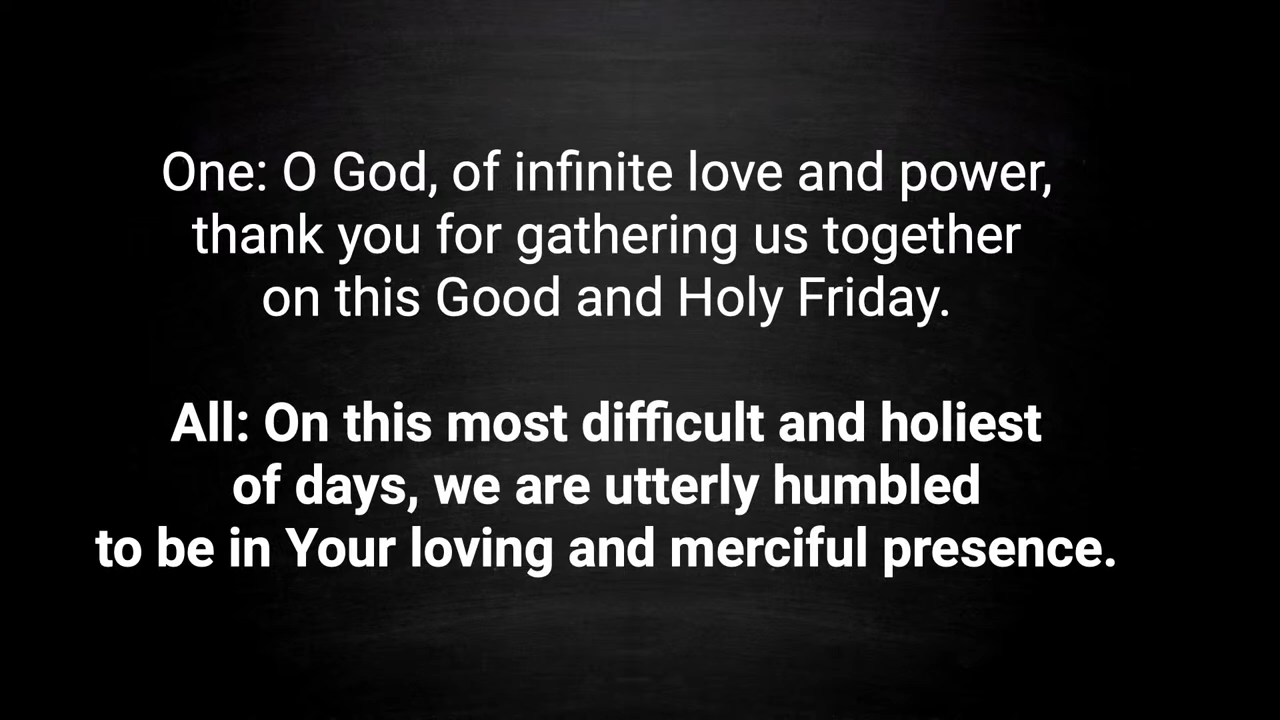 One: O God, of infinite love and power,
thank you for gathering us together
on this Good and Holy Friday.
All: On this most difficult and holiest
of days, we are utterly humbled
to be in Your loving and merciful presence.